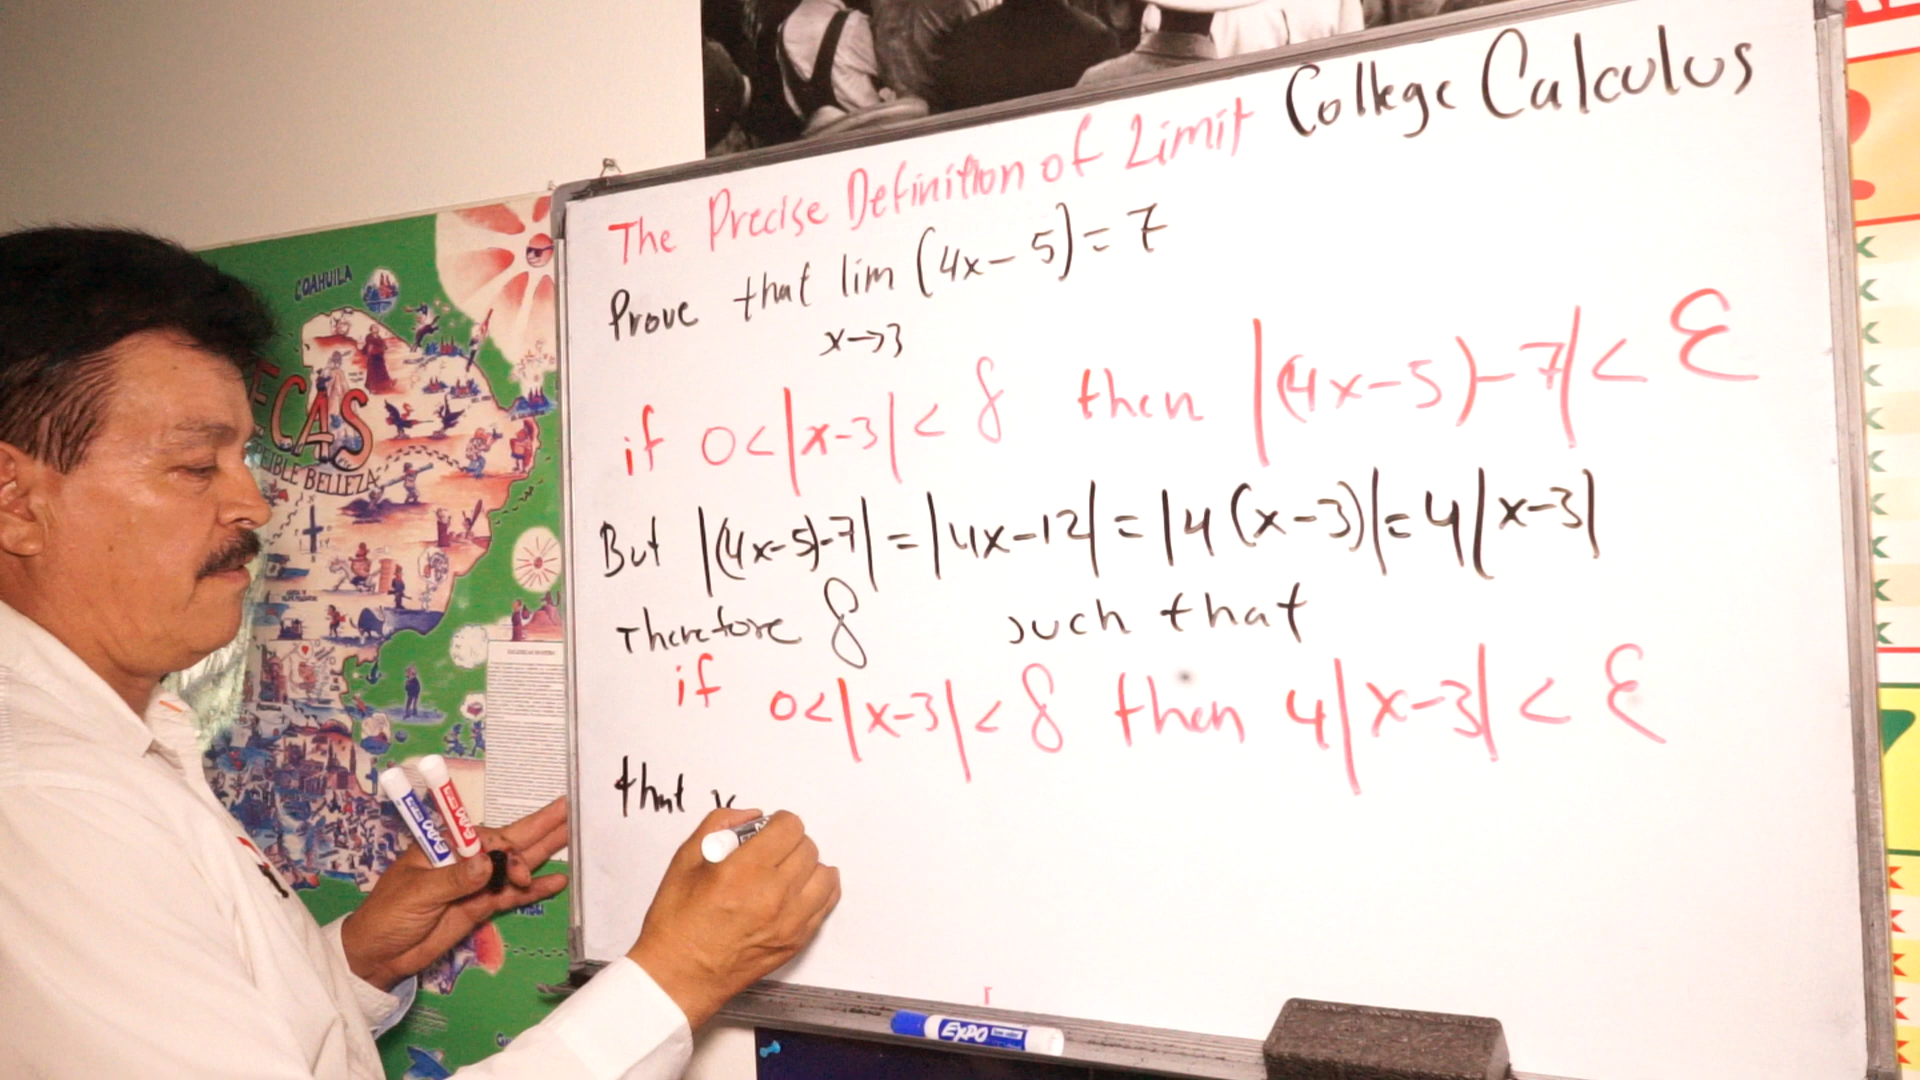 The Precise Definition of Limit College Calculus
Prove that lim (4x-5)=7
x→3
if 0<|x-3|< δ then |(4x-5)-7|< ε
But |(4x-5)-7| = |4x-12| = |4(x-3)|=4|x-3|
Therefore δ such that
if 0<|x-3|< δ then 4|x-3| < ε
that
COAHUILA
ECAS
BELLEZA
EXPO
EXPO
EXPO